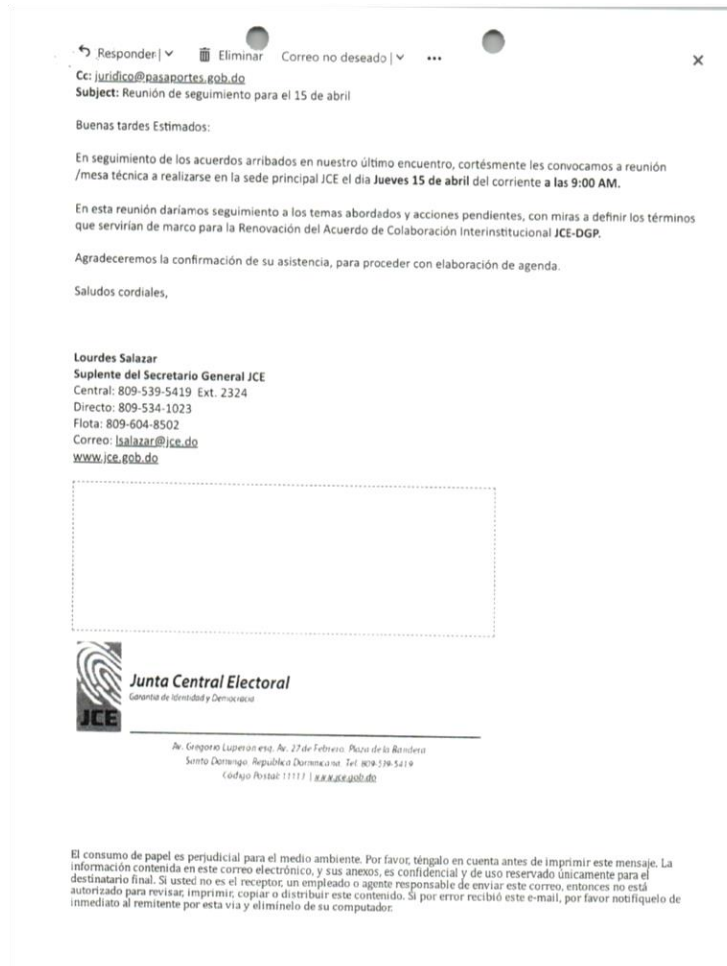 Responder | Eliminar Correo no deseado | ...
Cc: juridico@pasaportes.gob.do
Subject: Reunión de seguimiento para el 15 de abril
Buenas tardes Estimados:
En seguimiento de los acuerdos arribados en nuestro último encuentro, cortésmente les convocamos a reunión
/mesa técnica a realizarse en la sede principal JCE el dia Jueves 15 de abril del corriente a las 9:00 AM.
En esta reunión daríamos seguimiento a los temas abordados y acciones pendientes, con miras a definir los términos
que servirían de marco para la Renovación del Acuerdo de Colaboración Interinstitucional JCE-DGP.
Agradeceremos la confirmación de su asistencia, para proceder con elaboración de agenda.
Saludos cordiales,
Lourdes Salazar
Suplente del Secretario General JCE
Central: 809-539-5419 Ext. 2324
Directo: 809-534-1023
Flota: 809-604-8502
Correo: lsalazar@jce.do
www.jce.gob.do
JCE
Junta Central Electoral
Garantía de Identidad y Democracia
Av. Gregorio Luperón esq. Av. 27 de Febrero. Plaza de la Bandera
Santo Domingo, República Dominicana. Tel. 809-539-5419
Código Postal: 11111 | www.jce.gob.do
El consumo de papel es perjudicial para el medio ambiente. Por favor, téngalo en cuenta antes de imprimir este mensaje. La
información contenida en este correo electrónico, y sus anexos, es confidencial y de uso reservado únicamente para el
destinatario final. Si usted no es el receptor, un empleado o agente responsable de enviar este correo, entonces no está
autorizado para revisar, imprimir, copiar o distribuir este contenido. Si por error recibió este e-mail, por favor notifíquelo de
inmediato al remitente por esta vía y elimínelo de su computador.